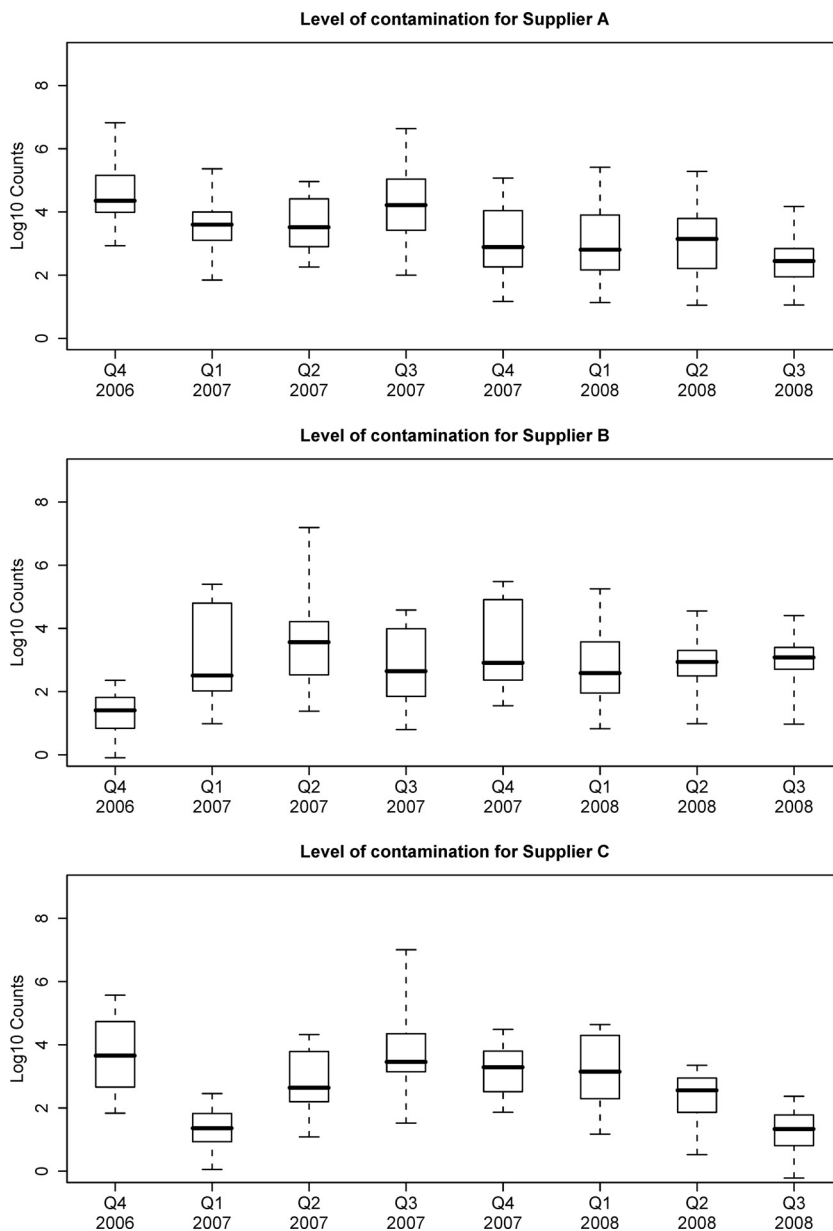 Level of contamination for Supplier A
Log10 Counts
8
6
4
2
0
Q4 Q1 Q2 Q3 Q4 Q1 Q2 Q3
2006 2007 2007 2007 2007 2008 2008 2008
Level of contamination for Supplier B
Log10 Counts
8
6
4
2
0
Q4 Q1 Q2 Q3 Q4 Q1 Q2 Q3
2006 2007 2007 2007 2007 2008 2008 2008
Level of contamination for Supplier C
Log10 Counts
8
6
4
2
0
Q4 Q1 Q2 Q3 Q4 Q1 Q2 Q3
2006 2007 2007 2007 2007 2008 2008 2008